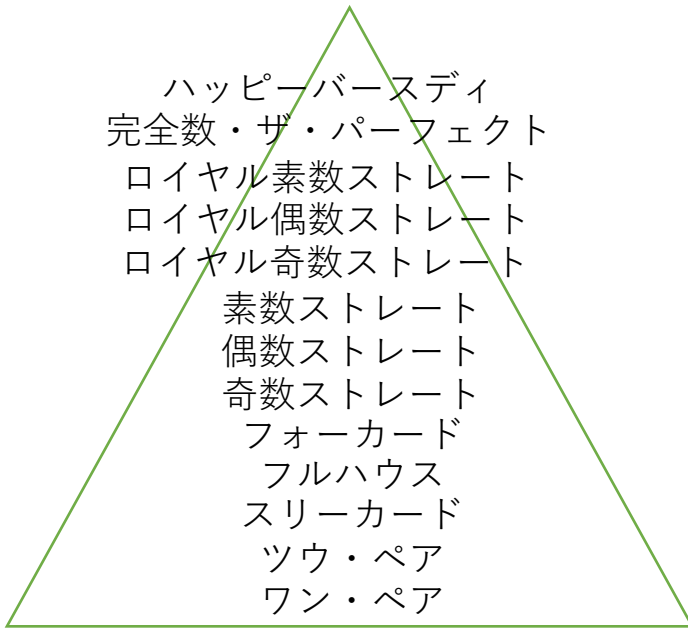 ハッピーバースディ
完全数・ザ・パーフェクト
ロイヤル素数ストレート
ロイヤル偶数ストレート
ロイヤル奇数ストレート
素数ストレート
偶数ストレート
奇数ストレート
フォーカード
フルハウス
スリーカード
ツウ・ペア
ワン・ペア